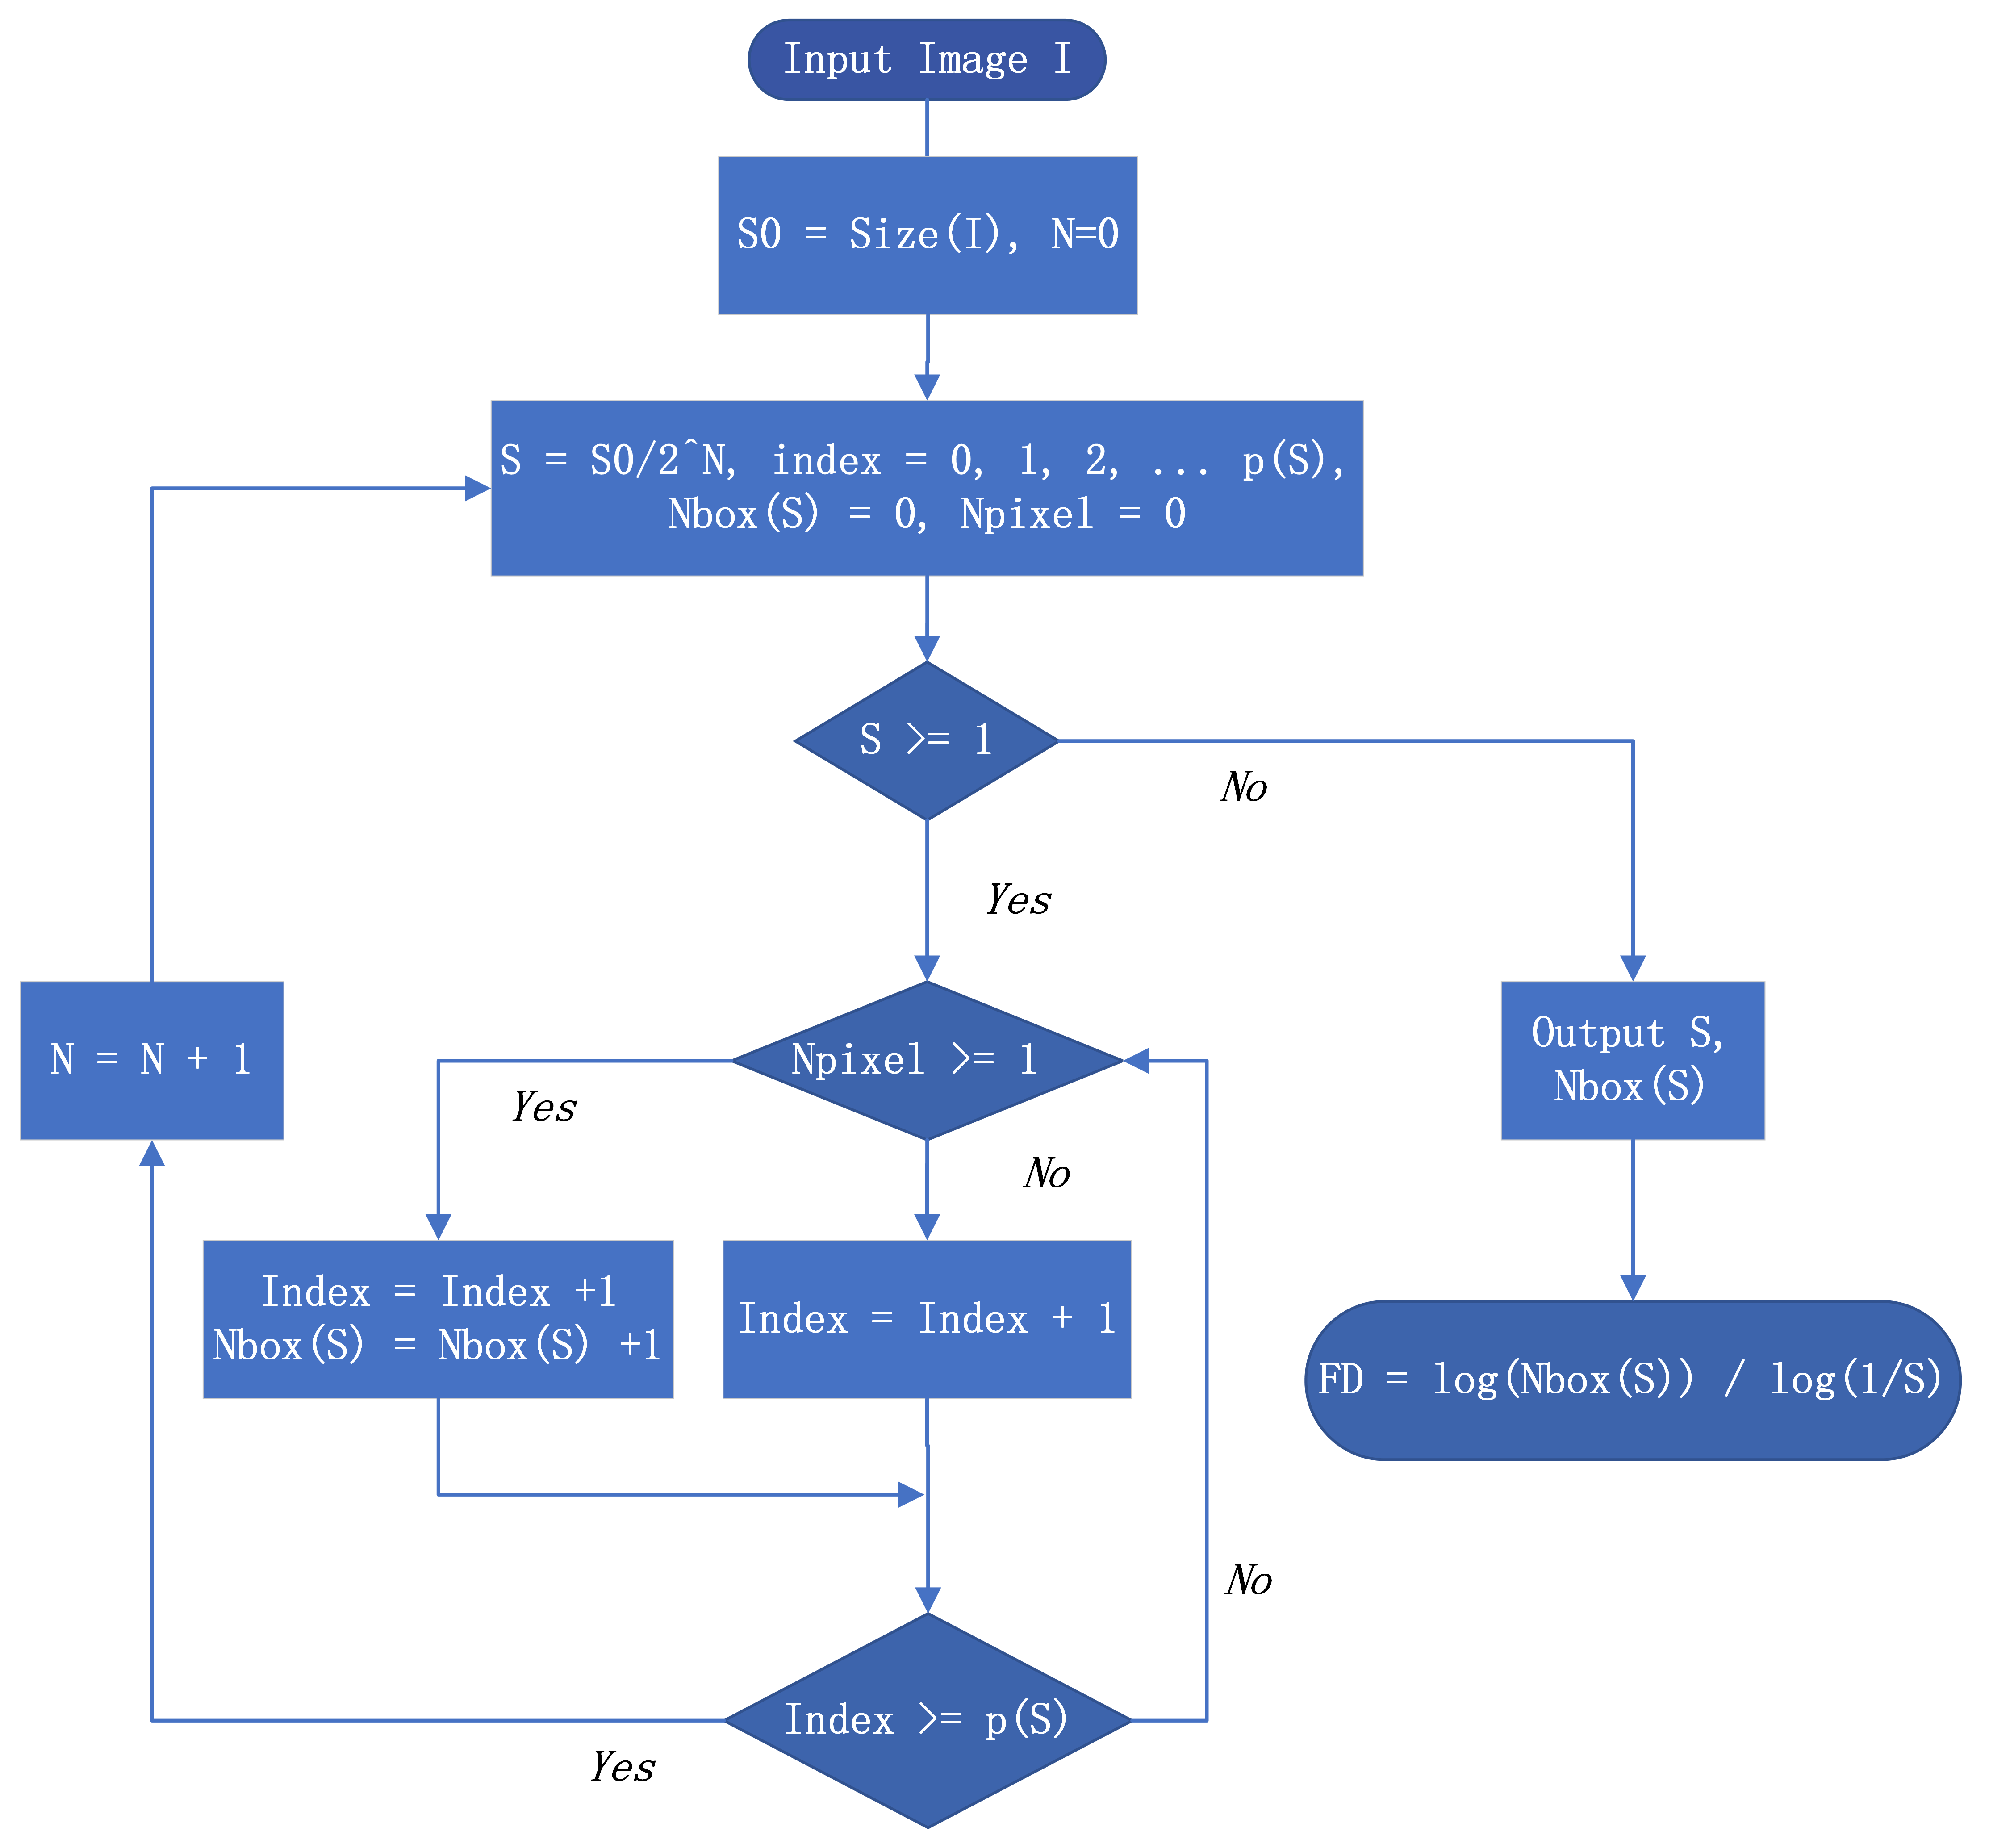 Input Image I
S0 = Size(I), N=0
S = S0/2^N, index = 0, 1, 2, ... p(S),
Nbox(S) = 0, Npixel = 0
S >= 1
No
Yes
N = N + 1
Npixel >= 1
Output S,
Nbox(S)
Yes
No
Index = Index +1
Nbox(S) = Nbox(S) +1
Index = Index + 1
FD = log(Nbox(S)) / log(1/S)
No
Index >= p(S)
Yes